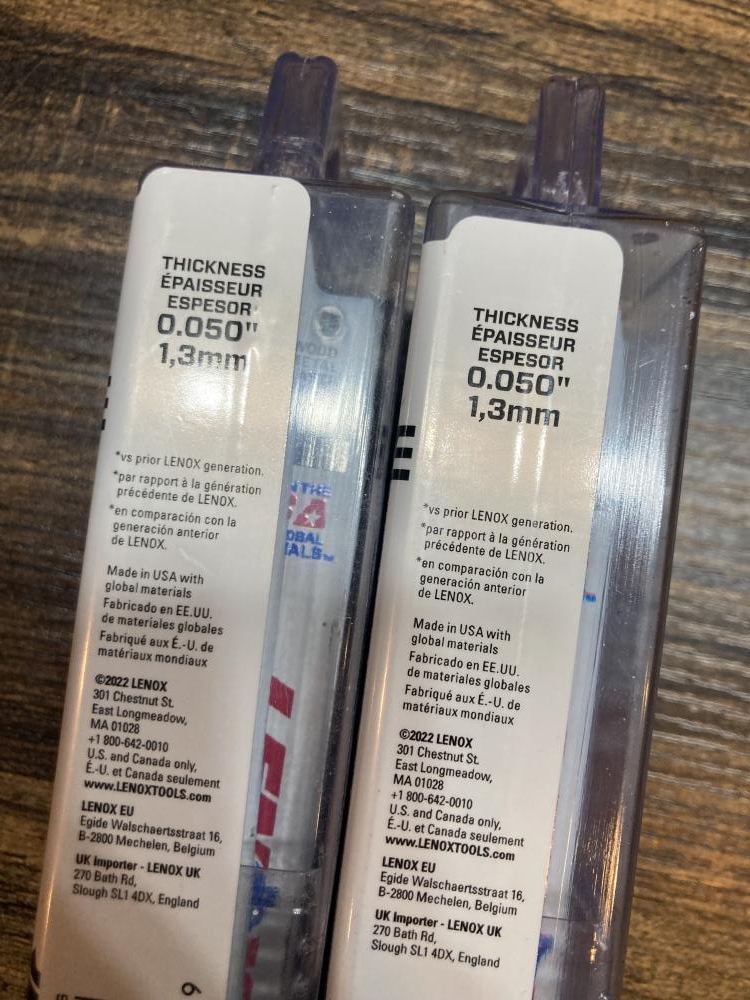 THICKNESS
ÉPAISSEUR
ESPESOR
0.050"
1,3mm
*vs prior LENOX generation.
*par rapport à la génération
précédente de LENOX.
*en comparación con la
generación anterior
de LENOX.
Made in USA with
global materials
Fabricado en EE.UU.
de materiales globales
Fabriqué aux É.-U. de
matériaux mondiaux
©2022 LENOX
301 Chestnut St.
East Longmeadow,
MA 01028
+1 800-642-0010
U.S. and Canada only,
É.-U. et Canada seulement
www.LENOXTOOLS.com
LENOX EU
Egide Walschaertsstraat 16,
B-2800 Mechelen, Belgium
UK Importer - LENOX UK
270 Bath Rd,
Slough SL1 4DX, England
WOOD
THICKNESS
ÉPAISSEUR
ESPESOR
0.050"
1,3mm
*vs prior LENOX generation.
*par rapport à la génération
précédente de LENOX.
*en comparación con la
generación anterior
de LENOX.
Made in USA with
global materials
Fabricado en EE.UU.
de materiales globales
Fabriqué aux É.-U. de
matériaux mondiaux
©2022 LENOX
301 Chestnut St.
East Longmeadow,
MA 01028
+1 800-642-0010
U.S. and Canada only,
É.-U. et Canada seulement
www.LENOXTOOLS.com
LENOX EU
Egide Walschaertsstraat 16,
B-2800 Mechelen, Belgium
UK Importer - LENOX UK
270 Bath Rd,
Slough SL1 4DX, England